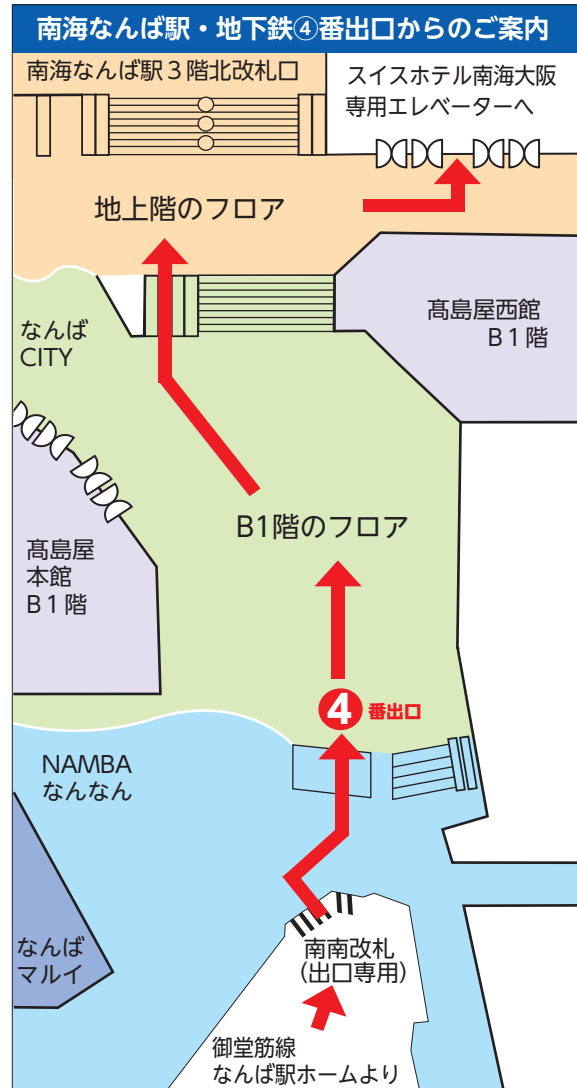 南海なんば駅・地下鉄④番出口からのご案内
南海なんば駅３階北改札口
スイスホテル南海大阪
専用エレベーターへ
地上階のフロア
髙島屋西館
B１階
なんば
CITY
B1階のフロア
髙島屋
本館
B１階
4 番出口
NAMBA
なんなん
なんば
マルイ
南南改札
(出口専用)
御堂筋線
なんば駅ホームより